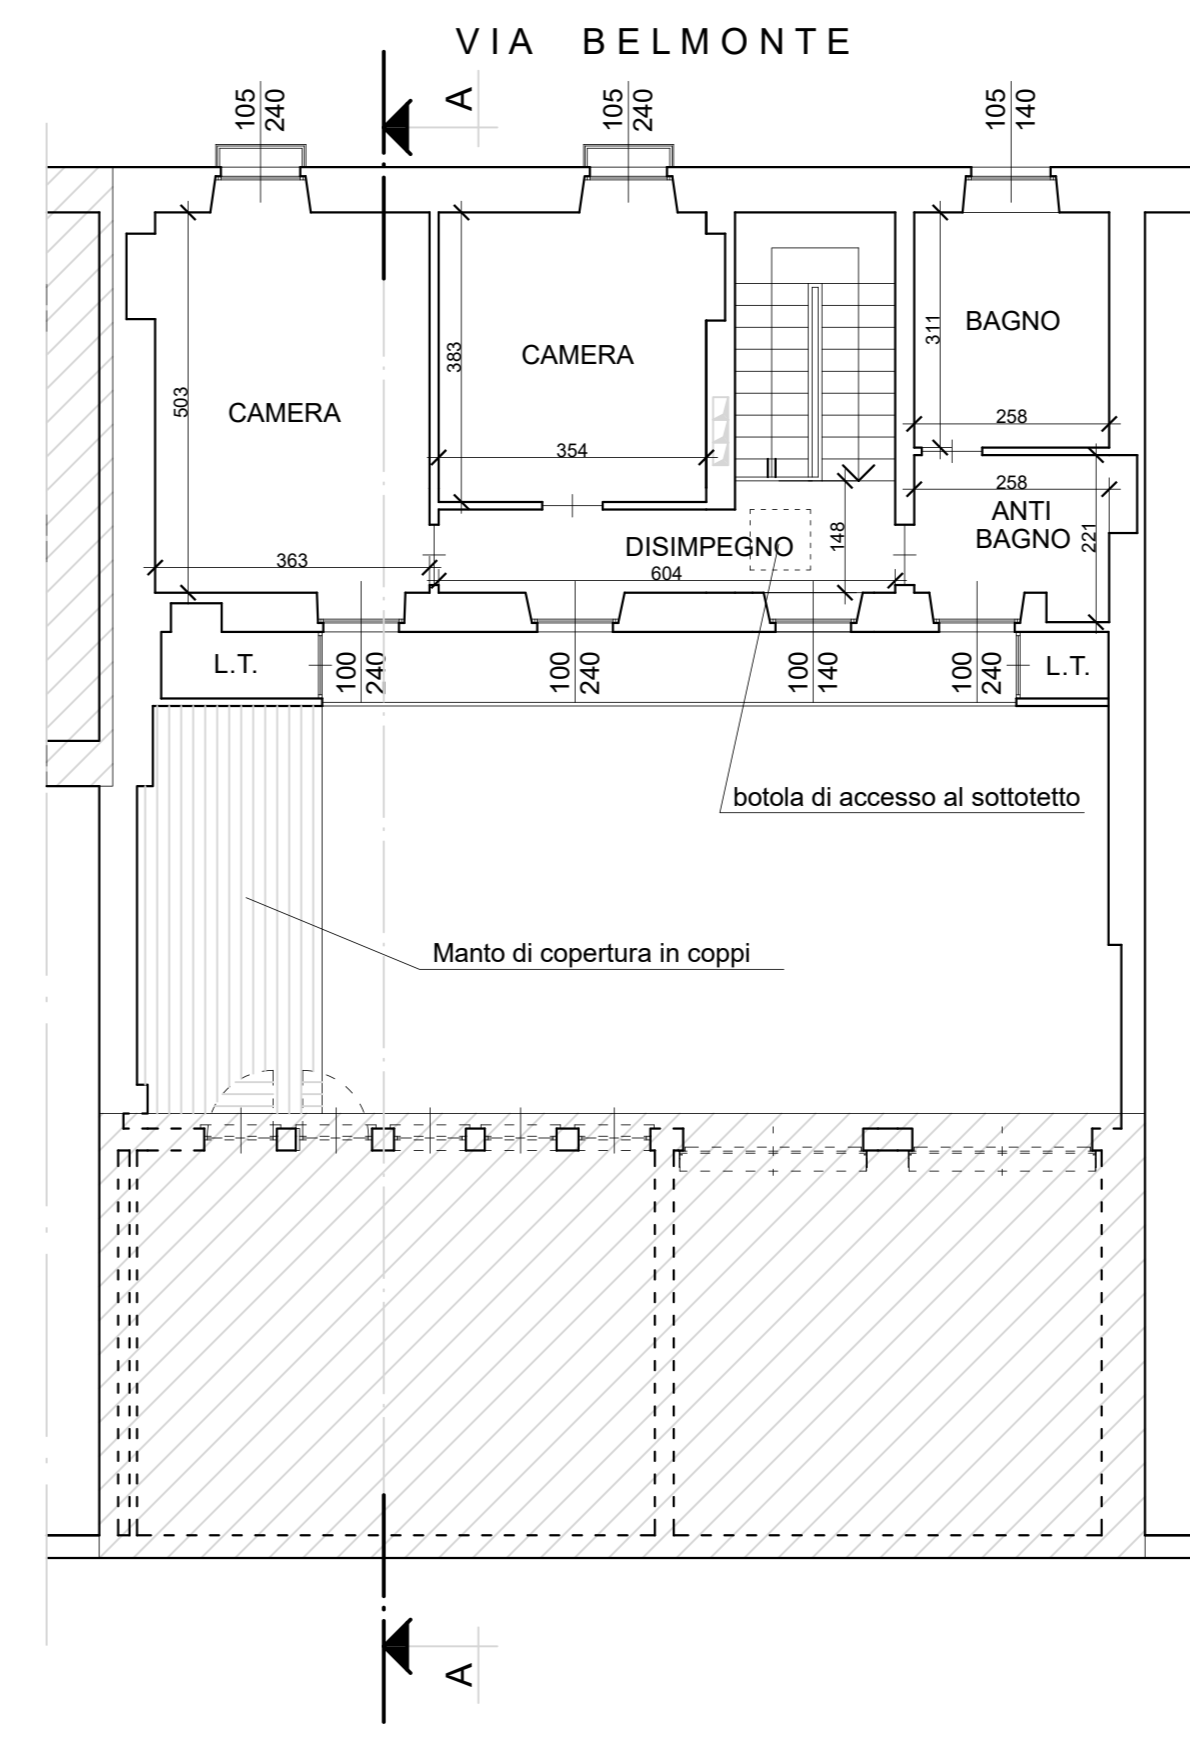 VIA BELMONTE
A
105
240
105
240
105
140
503
CAMERA
363
383
CAMERA
354
311
BAGNO
258
258
ANTI
BAGNO
221
DISIMPEGNO
148
604
L.T.
100
240
100
240
100
140
100
240
L.T.
botola di accesso al sottotetto
Manto di copertura in coppi
A